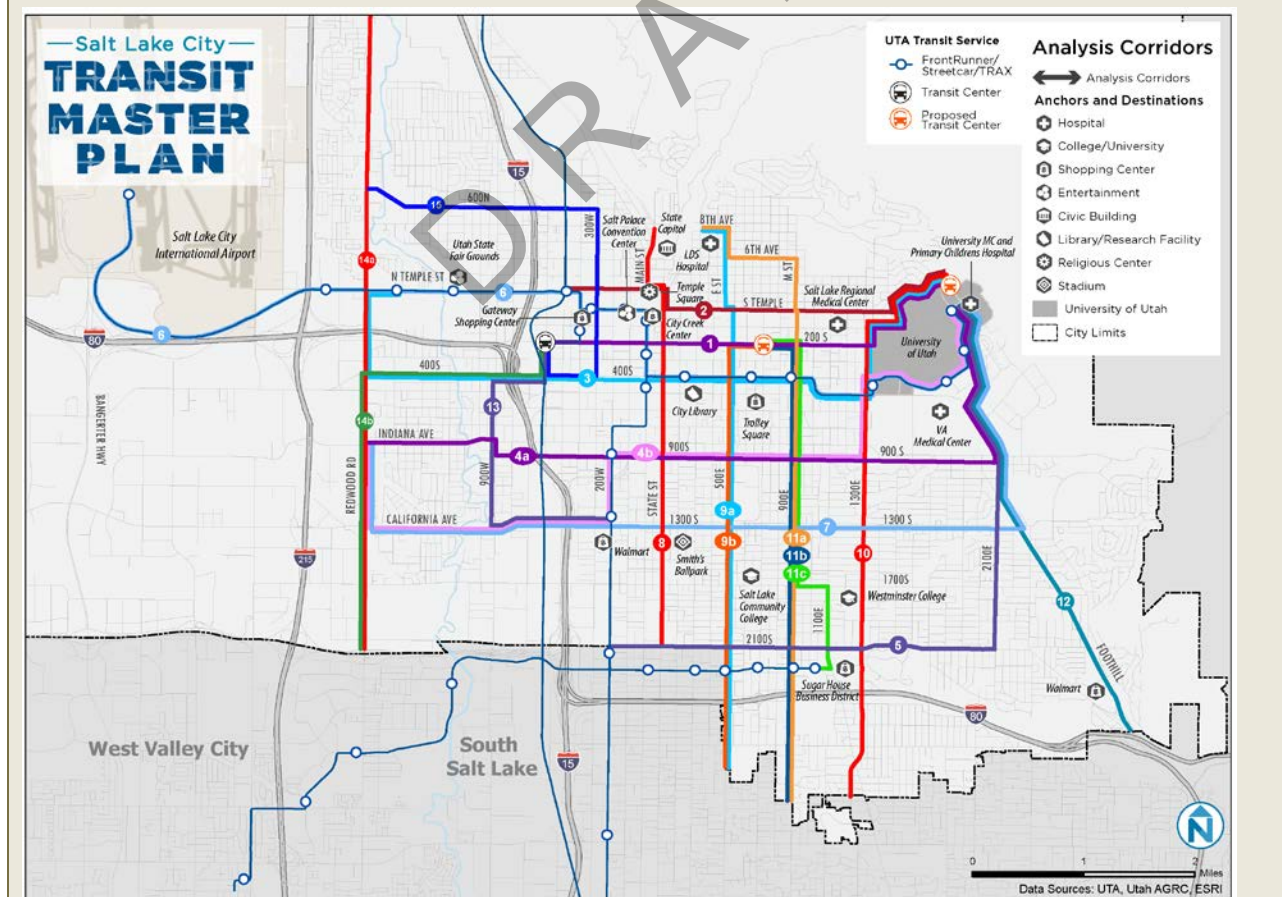 Salt Lake City
TRANSIT
MASTER
PLAN
DRA
UTA Transit Service
FrontRunner/
Streetcar/TRAX
Transit Center
Proposed
Transit Center
Analysis Corridors
Analysis Corridors
Anchors and Destinations
Hospital
College/University
Shopping Center
Entertainment
Civic Building
Library/Research Facility
Religious Center
Stadium
University of Utah
City Limits
15
600N
300W
Salt Palace
Convention
Center
MAIN ST
State
Capitol
8TH AVE
LDS
Hospital
6TH AVE
E ST
M ST
University MC and
Primary Childrens Hospital
Salt Lake City
International Airport
14a
Utah State
Fair Grounds
N TEMPLE ST
6
6
Gateway
Shopping Center
Temple
Square
City Creek
Center
2
S TEMPLE
Salt Lake Regional
Medical Center
80
1
200 S
University
of Utah
400S
3
400S
13
City Library
Trolley
Square
VA
Medical Center
BANGERTER HWY
14b
INDIANA AVE
4a
4b
900S
900 S
REDWOOD RD
900W
200W
STATE ST
500E
900E
1300E
2100E
CALIFORNIA AVE
1300 S
9a
7
1300 S
215
Walmart
8
Smith's
Ballpark
9b
11a
11b
11c
10
Salt Lake
Community
College
1100E
1700S
Westminster College
12
FOOTHILL
2100S
5
Sugar House
Business District
Walmart
80
West Valley City
South
Salt Lake
15
N
0 1 2
Miles
Data Sources: UTA, Utah AGRC, ESRI